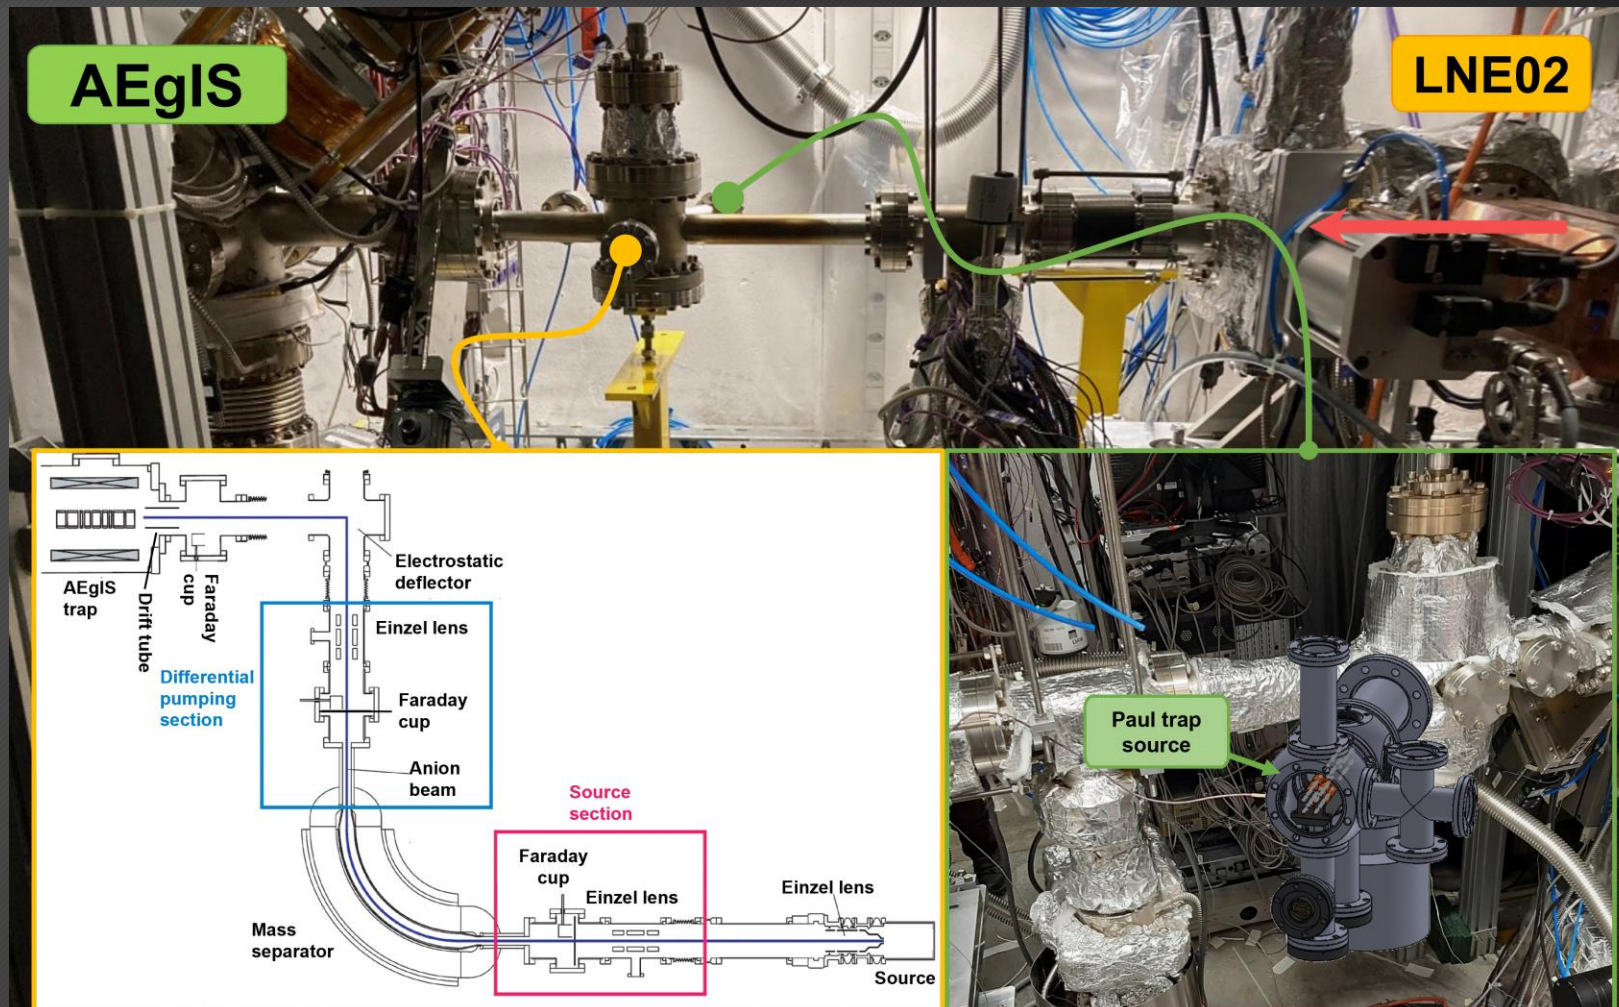 AEgIS
LNE02
AEgIS
trap
Drift tube
Faraday
cup
Electrostatic
deflector
Einzel lens
Differential
pumping
section
Faraday
cup
Anion
beam
Source
section
Faraday
cup
Einzel lens
Einzel lens
Mass
separator
Source
Paul trap
source